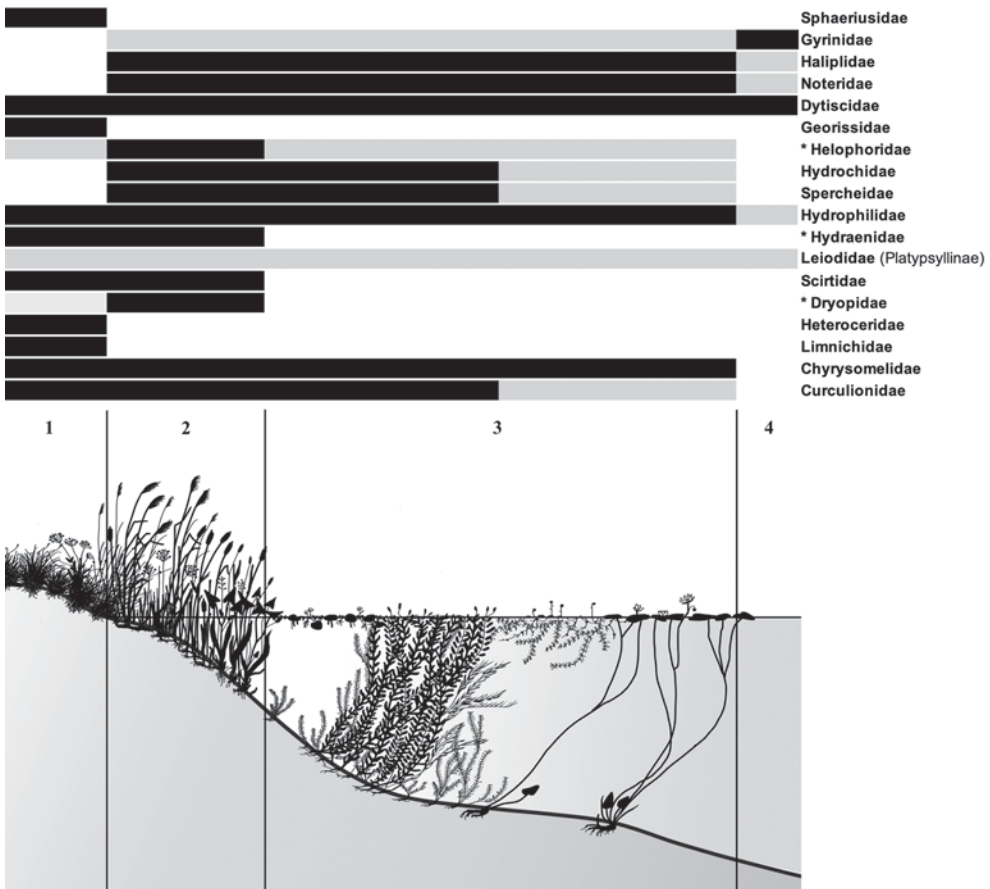 Sphaeriusidae
Gyrinidae
Haliplidae
Noteridae
Dytiscidae
Georissidae
* Helophoridae
Hydrochidae
Spercheidae
Hydrophilidae
* Hydraenidae
Leiodidae (Platypsyllinae)
Scirtidae
* Dryopidae
Heteroceridae
Limnichidae
Chyrysomelidae
Curculionidae
1 2 3 4